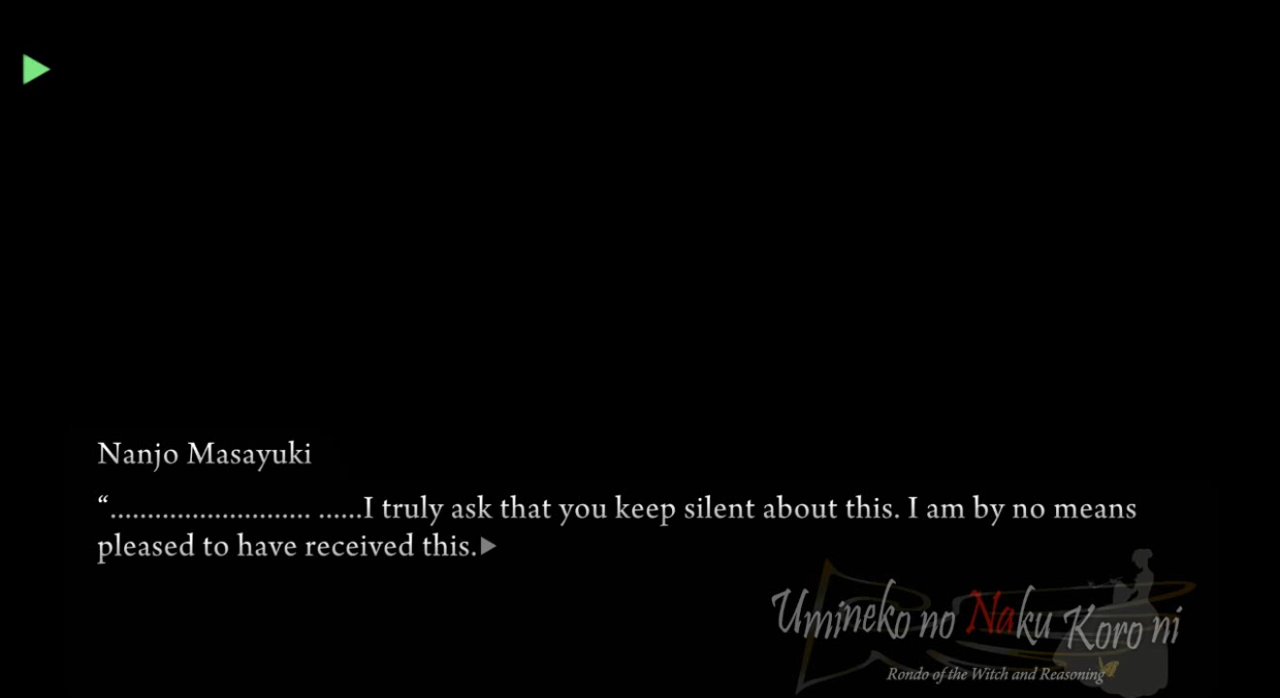 Nanjo Masayuki
“........................... ......I truly ask that you keep silent about this. I am by no means
pleased to have received this.
Umineko no Naku Koro ni
Rondo of the Witch and Reasoning